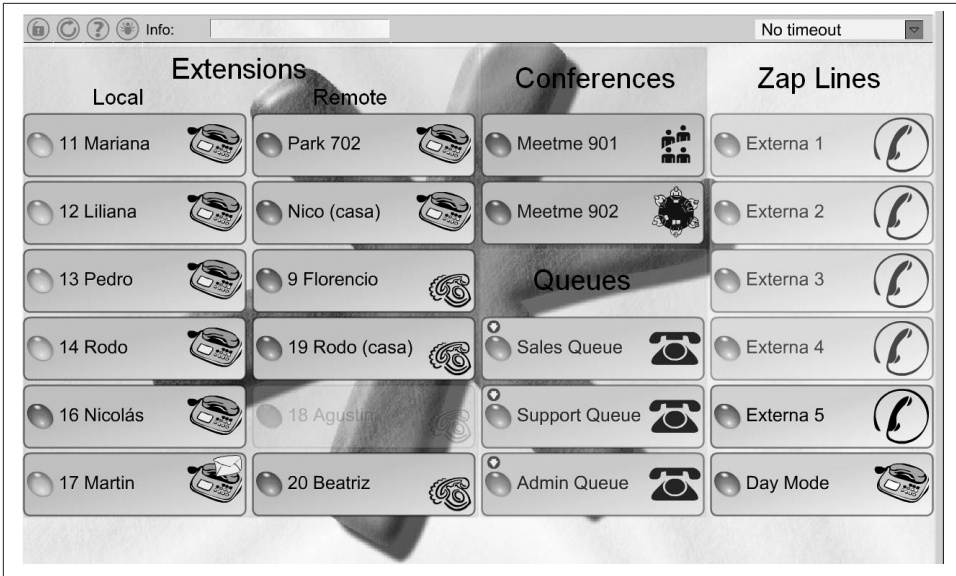 Info:
No timeout
Extensions
Local
Remote
11 Mariana
12 Liliana
13 Pedro
14 Rodo
16 Nicolás
17 Martin
Park 702
Nico (casa)
9 Florencio
19 Rodo (casa)
18 Agustin
20 Beatriz
Conferences
Meetme 901
Meetme 902
Queues
Sales Queue
Support Queue
Admin Queue
Zap Lines
Externa 1
Externa 2
Externa 3
Externa 4
Externa 5
Day Mode